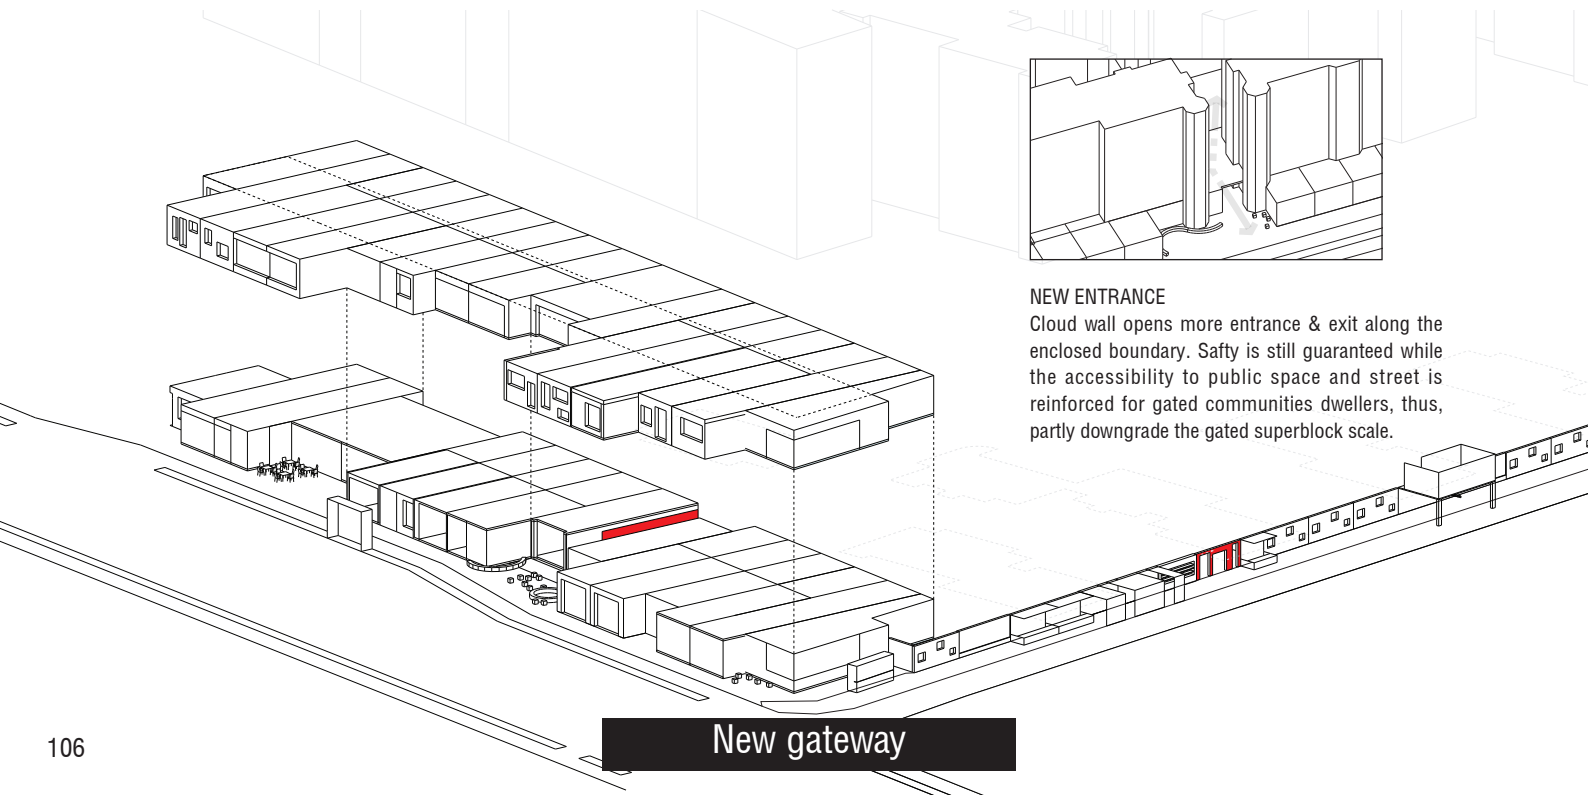 NEW ENTRANCE
Cloud wall opens more entrance & exit along the
enclosed boundary. Safty is still guaranteed while
the accessibility to public space and street is
reinforced for gated communities dwellers, thus,
partly downgrade the gated superblock scale.
106
New gateway